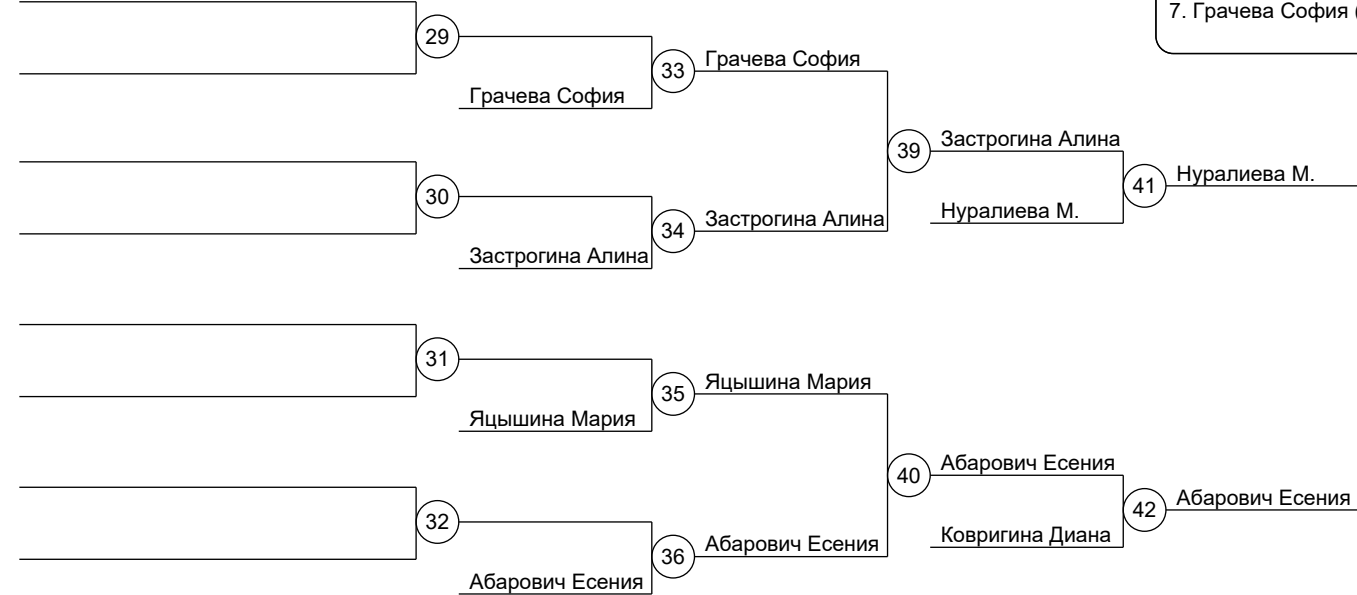 7. Грачева София (
29
33
Грачева София
Грачева София
39
Застрогина Алина
30
34
Застрогина Алина
Застрогина Алина
Нуралиева М.
41
Нуралиева М.
31
35
Яцышина Мария
Яцышина Мария
40
Абарович Есения
32
36
Абарович Есения
Абарович Есения
Ковригина Диана
42
Абарович Есения